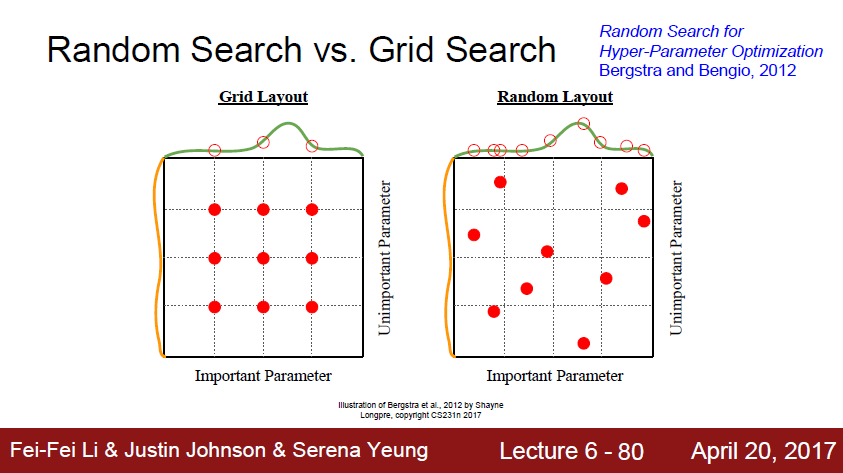 Random Search vs. Grid Search
Random Search for
Hyper-Parameter Optimization
Bergstra and Bengio, 2012
Grid Layout
Unimportant Parameter
Important Parameter
Random Layout
Unimportant Parameter
Important Parameter
Illustration of Bergstra et al., 2012 by Shayne
Longpre, copyright CS231n 2017
Fei-Fei Li & Justin Johnson & Serena Yeung
Lecture 6 - 80
April 20, 2017